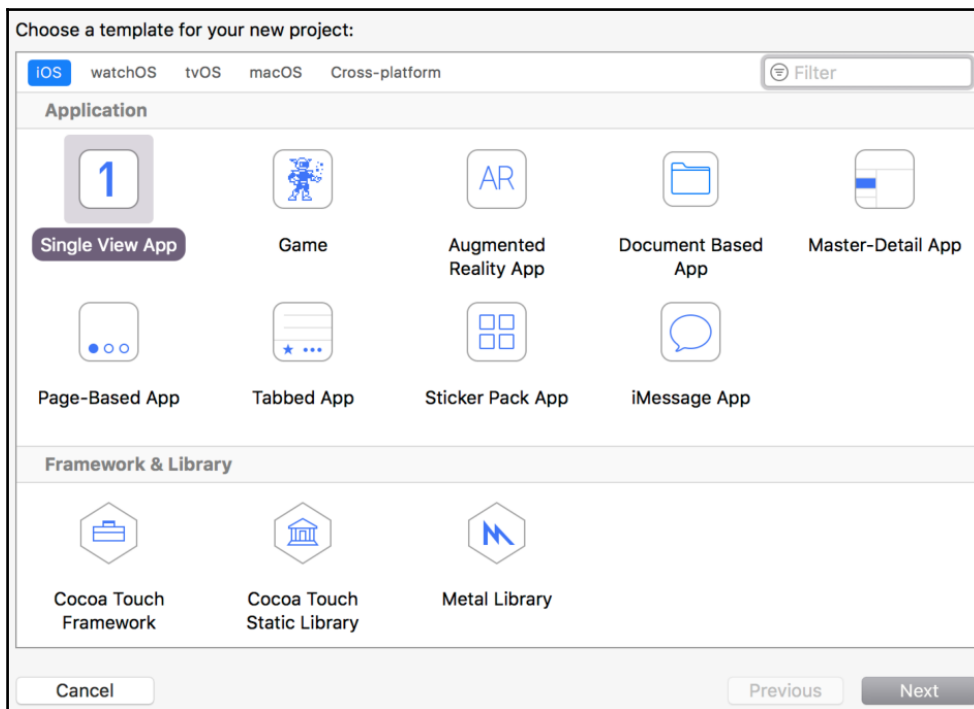 Choose a template for your new project:
iOS watchOS tvOS macOS Cross-platform Filter
Application
1 AR
Single View App Game Augmented Reality App Document Based App Master-Detail App
Page-Based App Tabbed App Sticker Pack App iMessage App
Framework & Library
Cocoa Touch Framework Cocoa Touch Static Library Metal Library
Cancel Previous Next